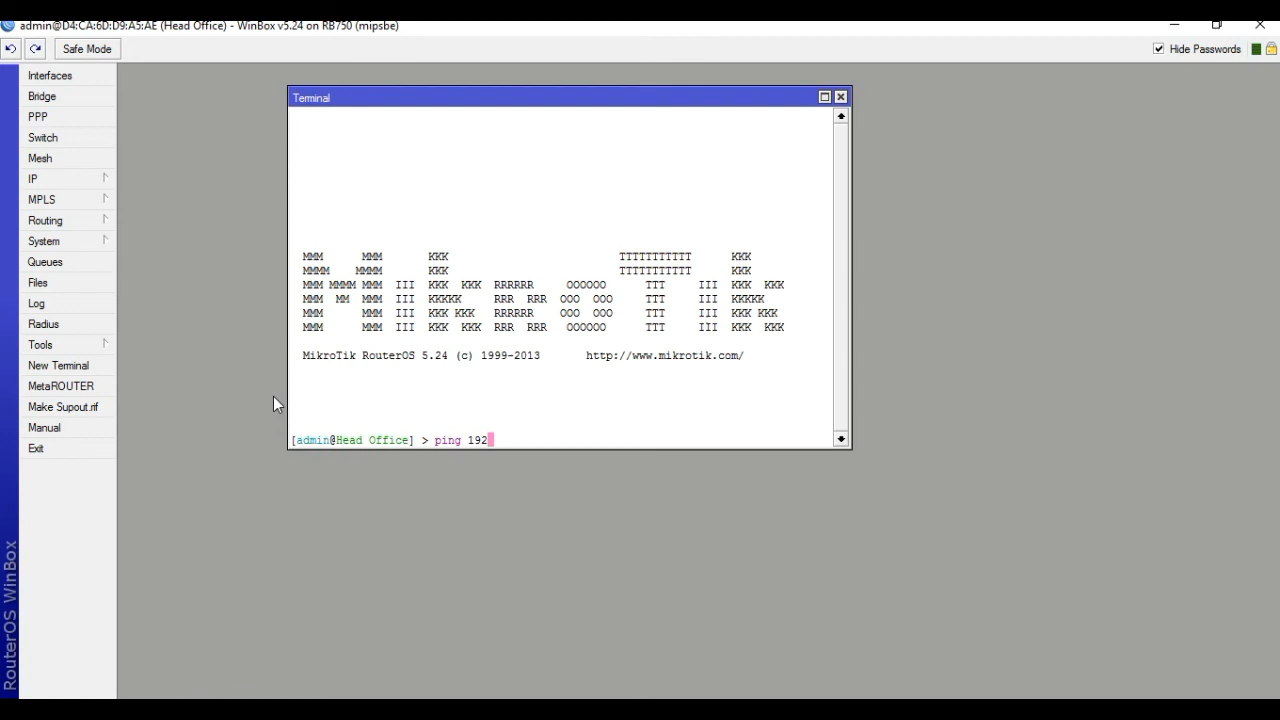 admin@D4:CA:6D:D9:A5:AE (Head Office) - WinBox v5.24 on RB750 (mipsbe)
Safe Mode
Hide Passwords
Interfaces
Bridge
PPP
Switch
Mesh
IP
MPLS
Routing
System
Queues
Files
Log
Radius
Tools
New Terminal
MetaROUTER
Make Supout.rif
Manual
Exit
RouterOS WinBox
Terminal
MMM      MMM       KKK                          TTTTTTTTTTT      KKK
MMMM    MMMM       KKK                          TTTTTTTTTTT      KKK
MMM MMMM MMM  III  KKK  KKK  RRRRRR     OOOOOO      TTT     III  KKK  KKK
MMM  MM  MMM  III  KKKKK     RRR  RRR  OOO  OOO     TTT     III  KKKKK
MMM      MMM  III  KKK KKK   RRRRRR    OOO  OOO     TTT     III  KKK KKK
MMM      MMM  III  KKK  KKK  RRR  RRR   OOOOOO      TTT     III  KKK  KKK
MikroTik RouterOS 5.24 (c) 1999-2013       http://www.mikrotik.com/
[admin@Head Office] > ping 192